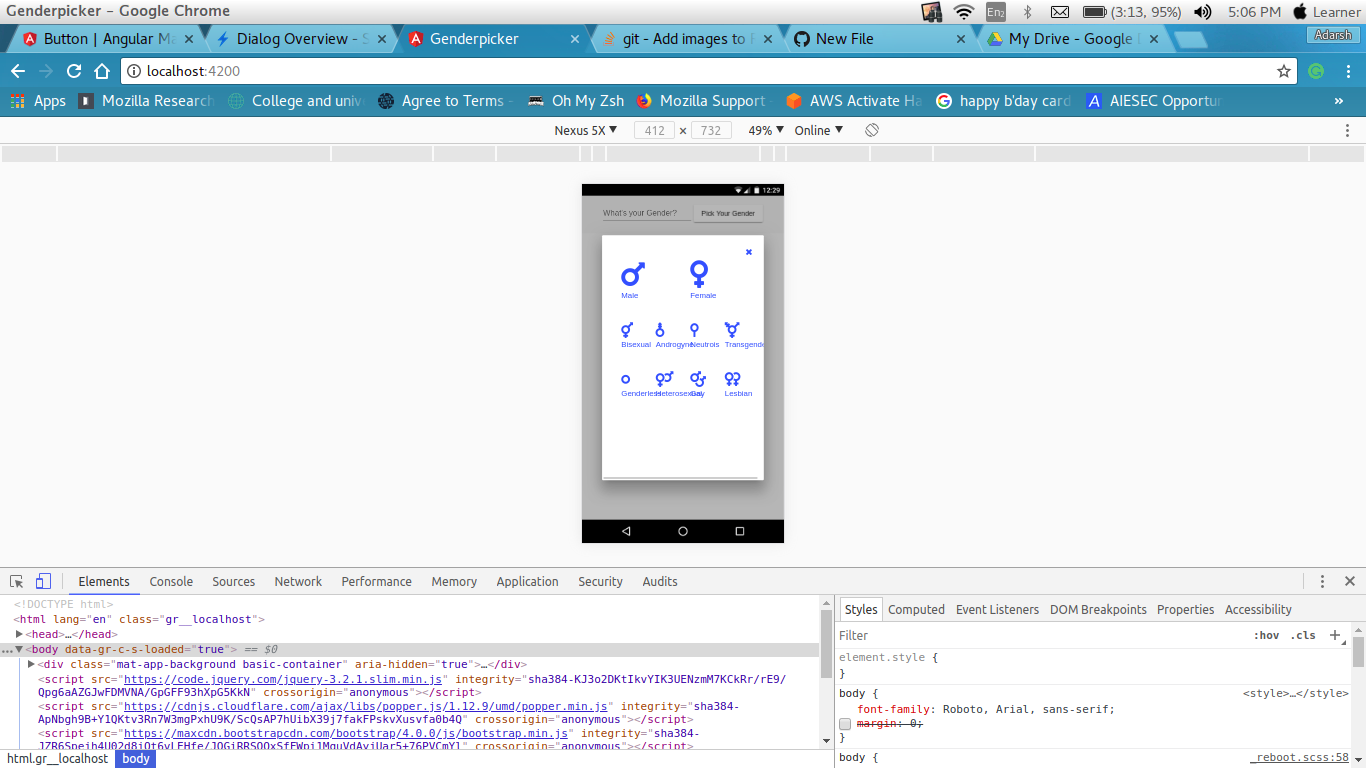 Genderpicker - Google Chrome
En2 (3:13, 95%) 5:06 PM Learner
Button | Angular Ma Dialog Overview - S Genderpicker git - Add images to New File My Drive - Google Adarsh
localhost:4200
Apps Mozilla Research College and univ Agree to Terms - Oh My Zsh Mozilla Support - AWS Activate Ha happy b'day card AIESEC Opportun »
Nexus 5X 412 × 732 49% Online
12:29
What's your Gender? Pick Your Gender
Male Female
Bisexual Androgyne Neutrois Transgende
Genderless Heterosexual Gay Lesbian
Elements Console Sources Network Performance Memory Application Security Audits
<!DOCTYPE html>
<html lang="en" class="gr__localhost">
<head>…</head>
<body data-gr-c-s-loaded="true"> == $0
<div class="mat-app-background basic-container" aria-hidden="true">…</div>
<script src="https://code.jquery.com/jquery-3.2.1.slim.min.js" integrity="sha384-KJ3o2DKtIkvYIK3UENzmM7KCkRr/rE9/
Qpg6aAZGJwFDMVNA/GpGFF93hXpG5KkN" crossorigin="anonymous"></script>
<script src="https://cdnjs.cloudflare.com/ajax/libs/popper.js/1.12.9/umd/popper.min.js" integrity="sha384-
ApNbgh9B+Y1QKtv3Rn7W3mgPxhU9K/ScQsAP7hUibX39j7fakFPskvXusvfa0b4Q" crossorigin="anonymous"></script>
<script src="https://maxcdn.bootstrapcdn.com/bootstrap/4.0.0/js/bootstrap.min.js" integrity="sha384-
JZR6Spejh4U02d8jOt6vLEHfe/JQGiRRSQQxSfFWpi1MquVdAyjUar5+76PVCmYl" crossorigin="anonymous"></script>
html.gr__localhost body
Styles Computed Event Listeners DOM Breakpoints Properties Accessibility
Filter :hov .cls +
element.style {
}
body { <style>…</style>
font-family: Roboto, Arial, sans-serif;
margin: 0;
}
body { _reboot.scss:58